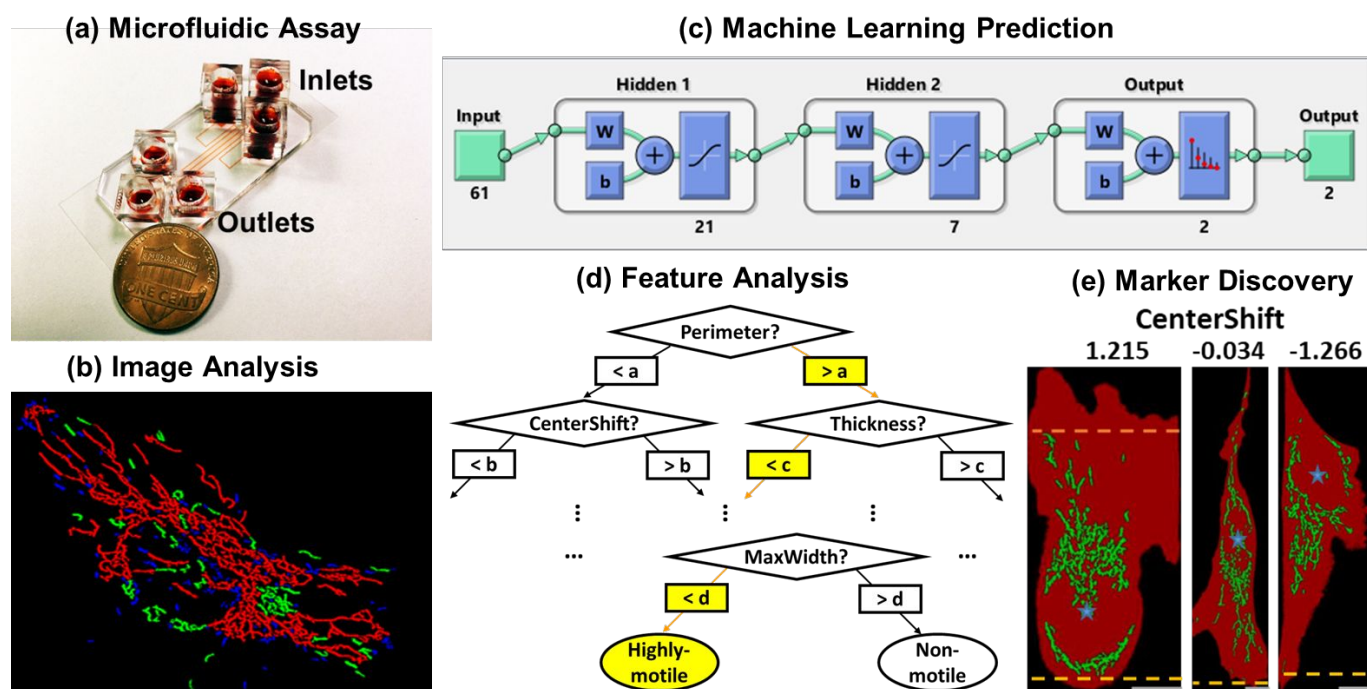 (a) Microfluidic Assay
Inlets
Outlets
ONE CENT
(b) Image Analysis
(c) Machine Learning Prediction
Hidden 1
Hidden 2
Output
Input
W
b
+
W
b
+
W
b
+
Output
61
21
7
2
2
(d) Feature Analysis
Perimeter?
< a
> a
CenterShift?
Thickness?
< b
> b
< c
> c
⋮
⋮
⋮
...
MaxWidth?
...
< d
> d
Highly-
motile
Non-
motile
(e) Marker Discovery
CenterShift
1.215
-0.034
-1.266